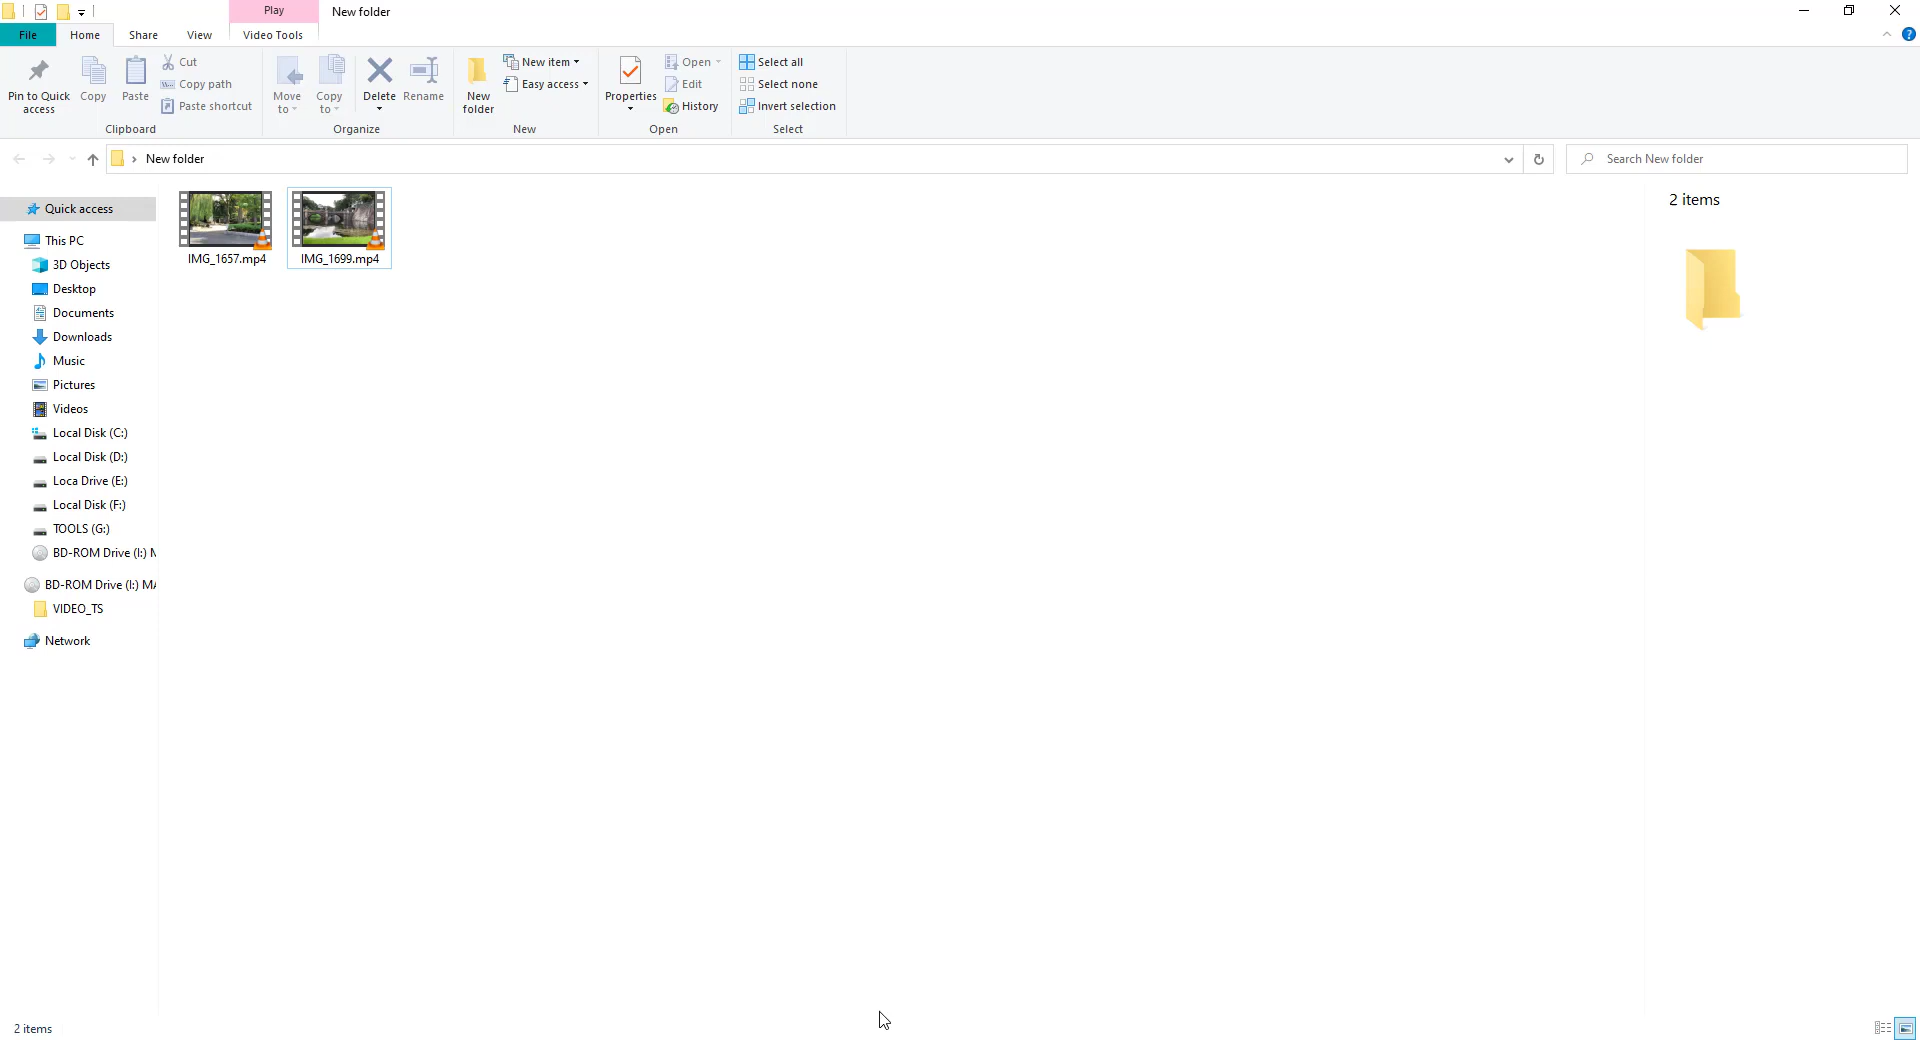 Play
New folder
File
Home
Share
View
Video Tools
Pin to Quick
access
Copy
Paste
Cut
Copy path
Paste shortcut
Clipboard
Move
to
Copy
to
Delete
Rename
Organize
New
folder
New item
Easy access
New
Properties
Open
Edit
History
Open
Select all
Select none
Invert selection
Select
New folder
Search New folder
Quick access
This PC
3D Objects
Desktop
Documents
Downloads
Music
Pictures
Videos
Local Disk (C:)
Local Disk (D:)
Loca Drive (E:)
Local Disk (F:)
TOOLS (G:)
BD-ROM Drive (I:) M
BD-ROM Drive (I:) MA
VIDEO_TS
Network
IMG_1657.mp4
IMG_1699.mp4
2 items
2 items